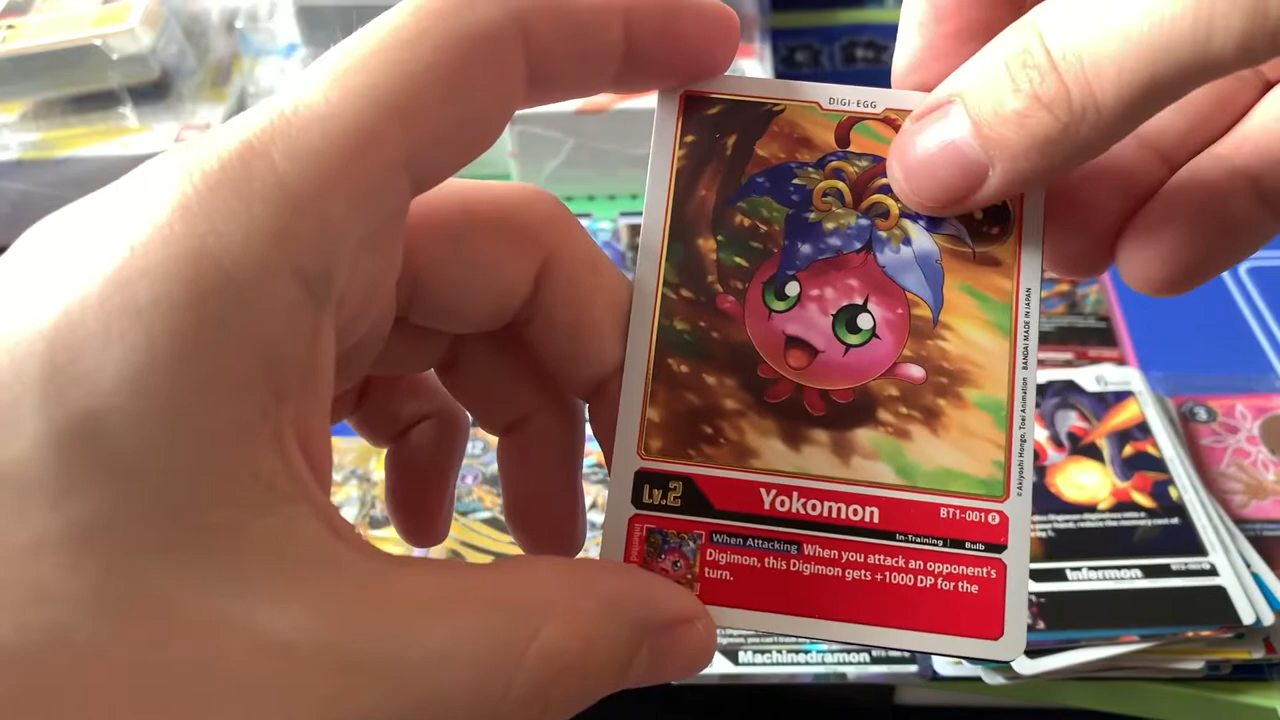 DIGI-EGG
© Akiyoshi Hongo, Toei Animation BANDAI MADE IN JAPAN
Lv.2
Yokomon
BT1-001 R
In-Training | Bulb
Inherited
When Attacking When you attack an opponent's
Digimon, this Digimon gets +1000 DP for the
turn.
3
Infermon
Machinedramon